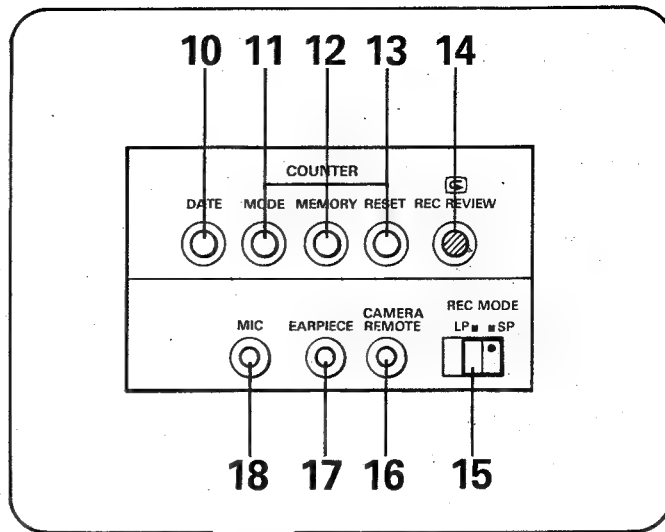 10 11 12 13 14
COUNTER
DATE MODE MEMORY RESET REC REVIEW
MIC EARPIECE CAMERA REMOTE REC MODE
LP SP
18 17 16 15